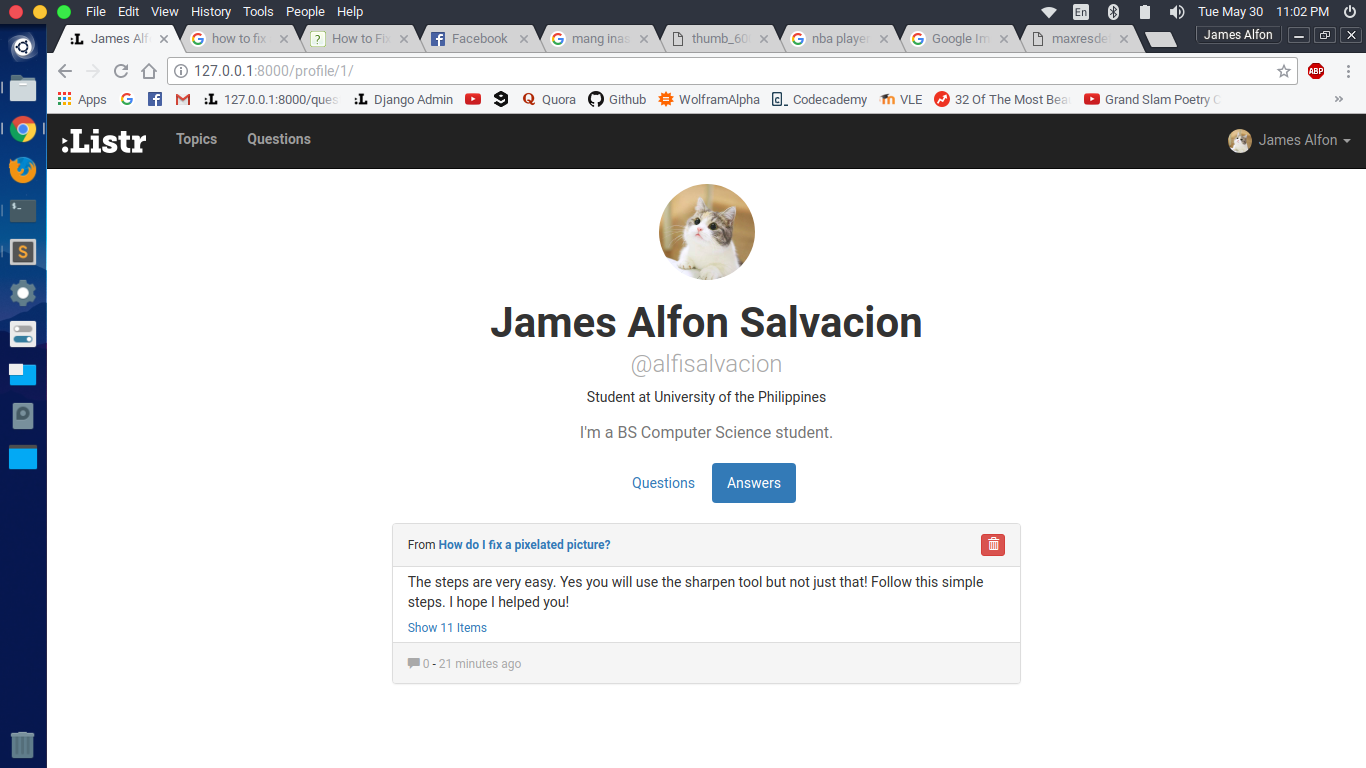 File Edit View History Tools People Help
En
Tue May 30 11:02 PM
James Alf
how to fix
How to Fix
Facebook
mang inas
thumb_600
nba player
Google Im
maxresdef
James Alfon
127.0.0.1:8000/profile/1/
ABP
Apps
127.0.0.1:8000/ques
Django Admin
Quora
Github
WolframAlpha
Codecademy
VLE
32 Of The Most Bea
Grand Slam Poetry C
:Listr
Topics
Questions
James Alfon
James Alfon Salvacion
@alfisalvacion
Student at University of the Philippines
I'm a BS Computer Science student.
Questions
Answers
From How do I fix a pixelated picture?
The steps are very easy. Yes you will use the sharpen tool but not just that! Follow this simple
steps. I hope I helped you!
Show 11 Items
0 - 21 minutes ago